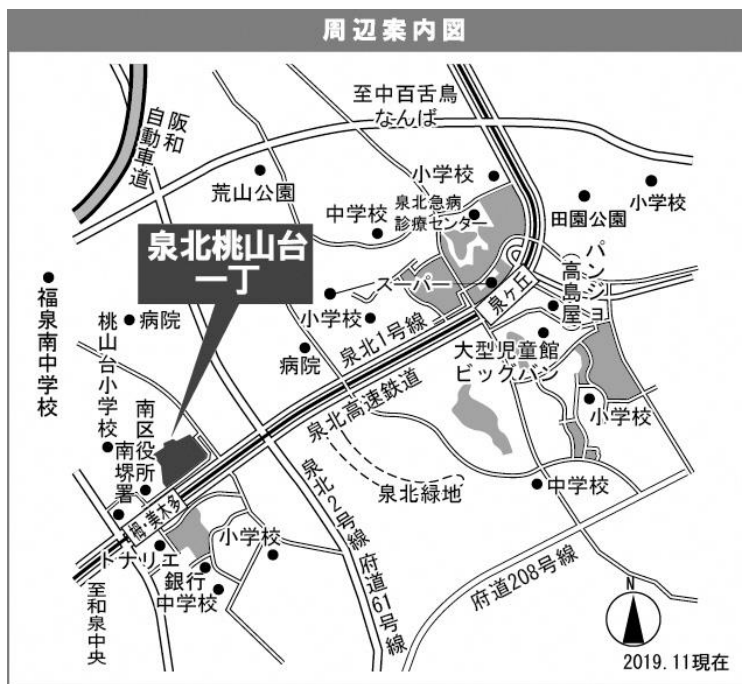 周辺案内図
阪和
自動車道
至中百舌鳥
なんば
荒山公園
小学校
中学校
泉北急病
診療センター
田園公園
小学校
泉北桃山台
一丁
スーパー
泉ヶ丘
パンジョ
(高島屋)
福泉南中学校
病院
小学校
病院
泉北1号線
大型児童館
ビッグバン
桃山台小学校
南区役所
南堺署
泉北高速鉄道
小学校
栂・美木多
泉北緑地
中学校
トナリエ
銀行
中学校
小学校
至和泉中央
泉北2号線
府道61号線
府道208号線
N
2019.11現在